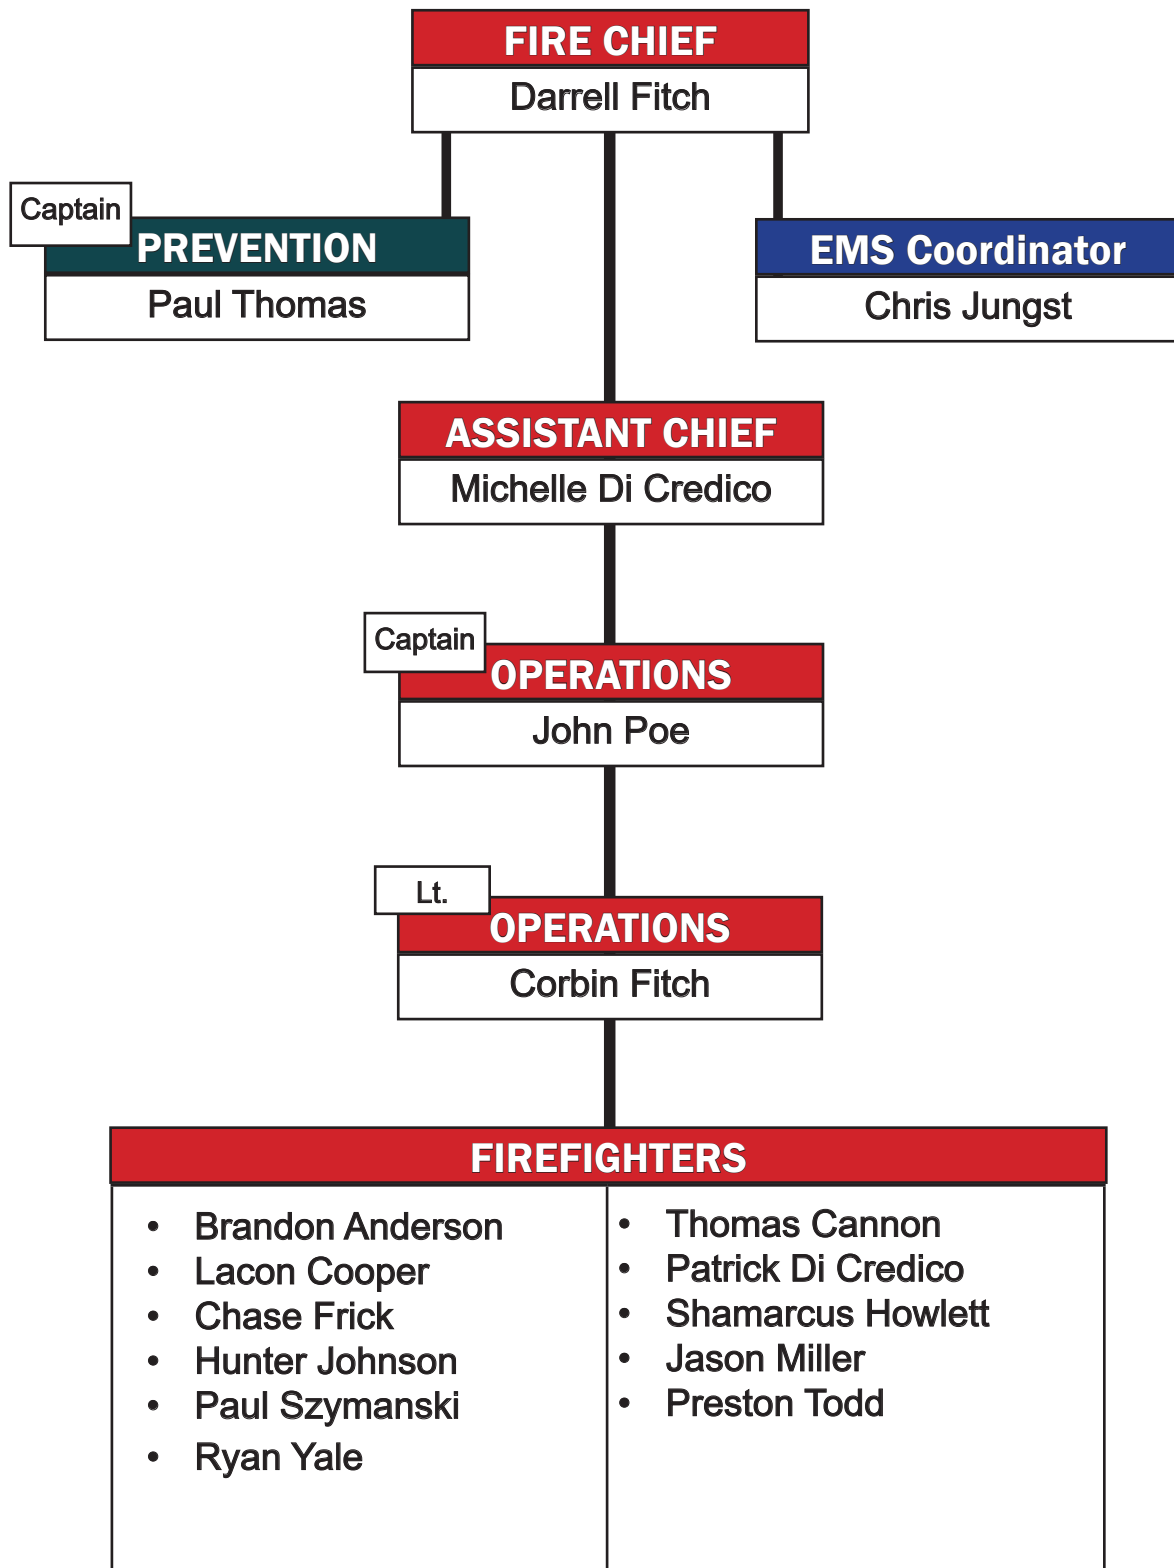 FIRE CHIEF
Darrell Fitch
Captain
PREVENTION
Paul Thomas
EMS Coordinator
Chris Jungst
ASSISTANT CHIEF
Michelle Di Credico
Captain
OPERATIONS
John Poe
Lt.
OPERATIONS
Corbin Fitch
FIREFIGHTERS
• Brandon Anderson
• Lacon Cooper
• Chase Frick
• Hunter Johnson
• Paul Szymanski
• Ryan Yale
• Thomas Cannon
• Patrick Di Credico
• Shamarcus Howlett
• Jason Miller
• Preston Todd